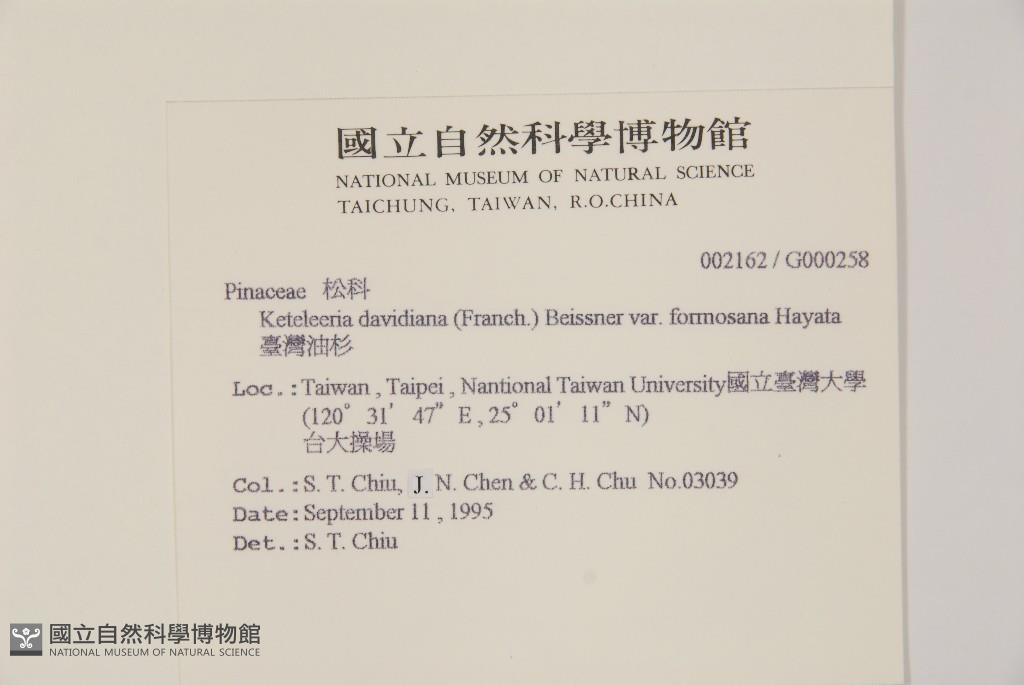 國立自然科學博物館
NATIONAL MUSEUM OF NATURAL SCIENCE
TAICHUNG, TAIWAN, R.O.CHINA
002162 / G000258
Pinaceae 松科
Keteleeria davidiana (Franch.) Beissner var. formosana Hayata
臺灣油杉
Loc.:Taiwan , Taipei , Nantional Taiwan University國立臺灣大學
(120° 31' 47" E , 25° 01' 11" N)
台大操場
Col.:S. T. Chiu, J. N. Chen & C. H. Chu No.03039
Date:September 11 , 1995
Det.:S. T. Chiu
國立自然科學博物館
NATIONAL MUSEUM OF NATURAL SCIENCE